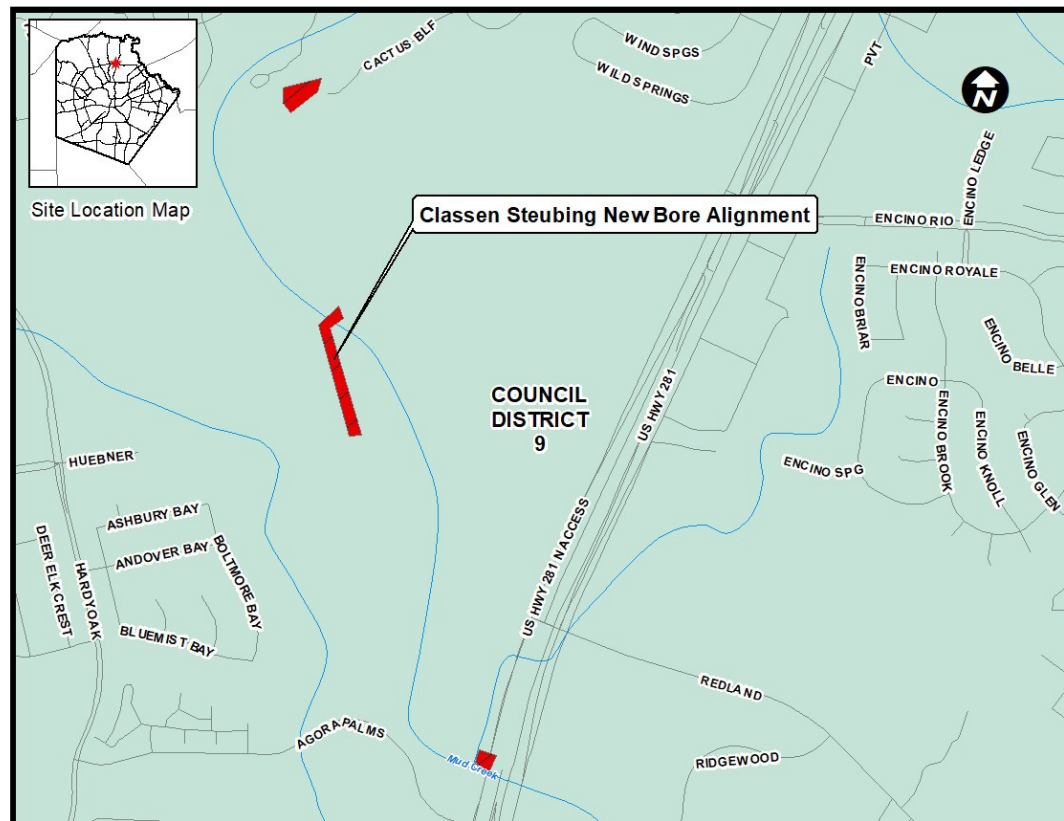 CACTUS BLF
WIND SPGS
WILD SPRINGS
PVT
N
Site Location Map
Classen Steubing New Bore Alignment
ENCINO LEDGE
ENCINO RIO
ENCINO ROYALE
ENCINO BRIAR
ENCINO BELLE
COUNCIL
DISTRICT
9
US HWY 281
ENCINO
ENCINO BROOK
ENCINO KNOLL
ENCINO GLEN
ENCINO SPG
HUEBNER
ASHBURY BAY
ANDOVER BAY
BOLTMORE BAY
DEER ELK CREST
HARDY OAK
BLUEMIST BAY
US HWY 281 N ACCESS
REDLAND
AGORA PALMS
Mud Creek
RIDGEWOOD